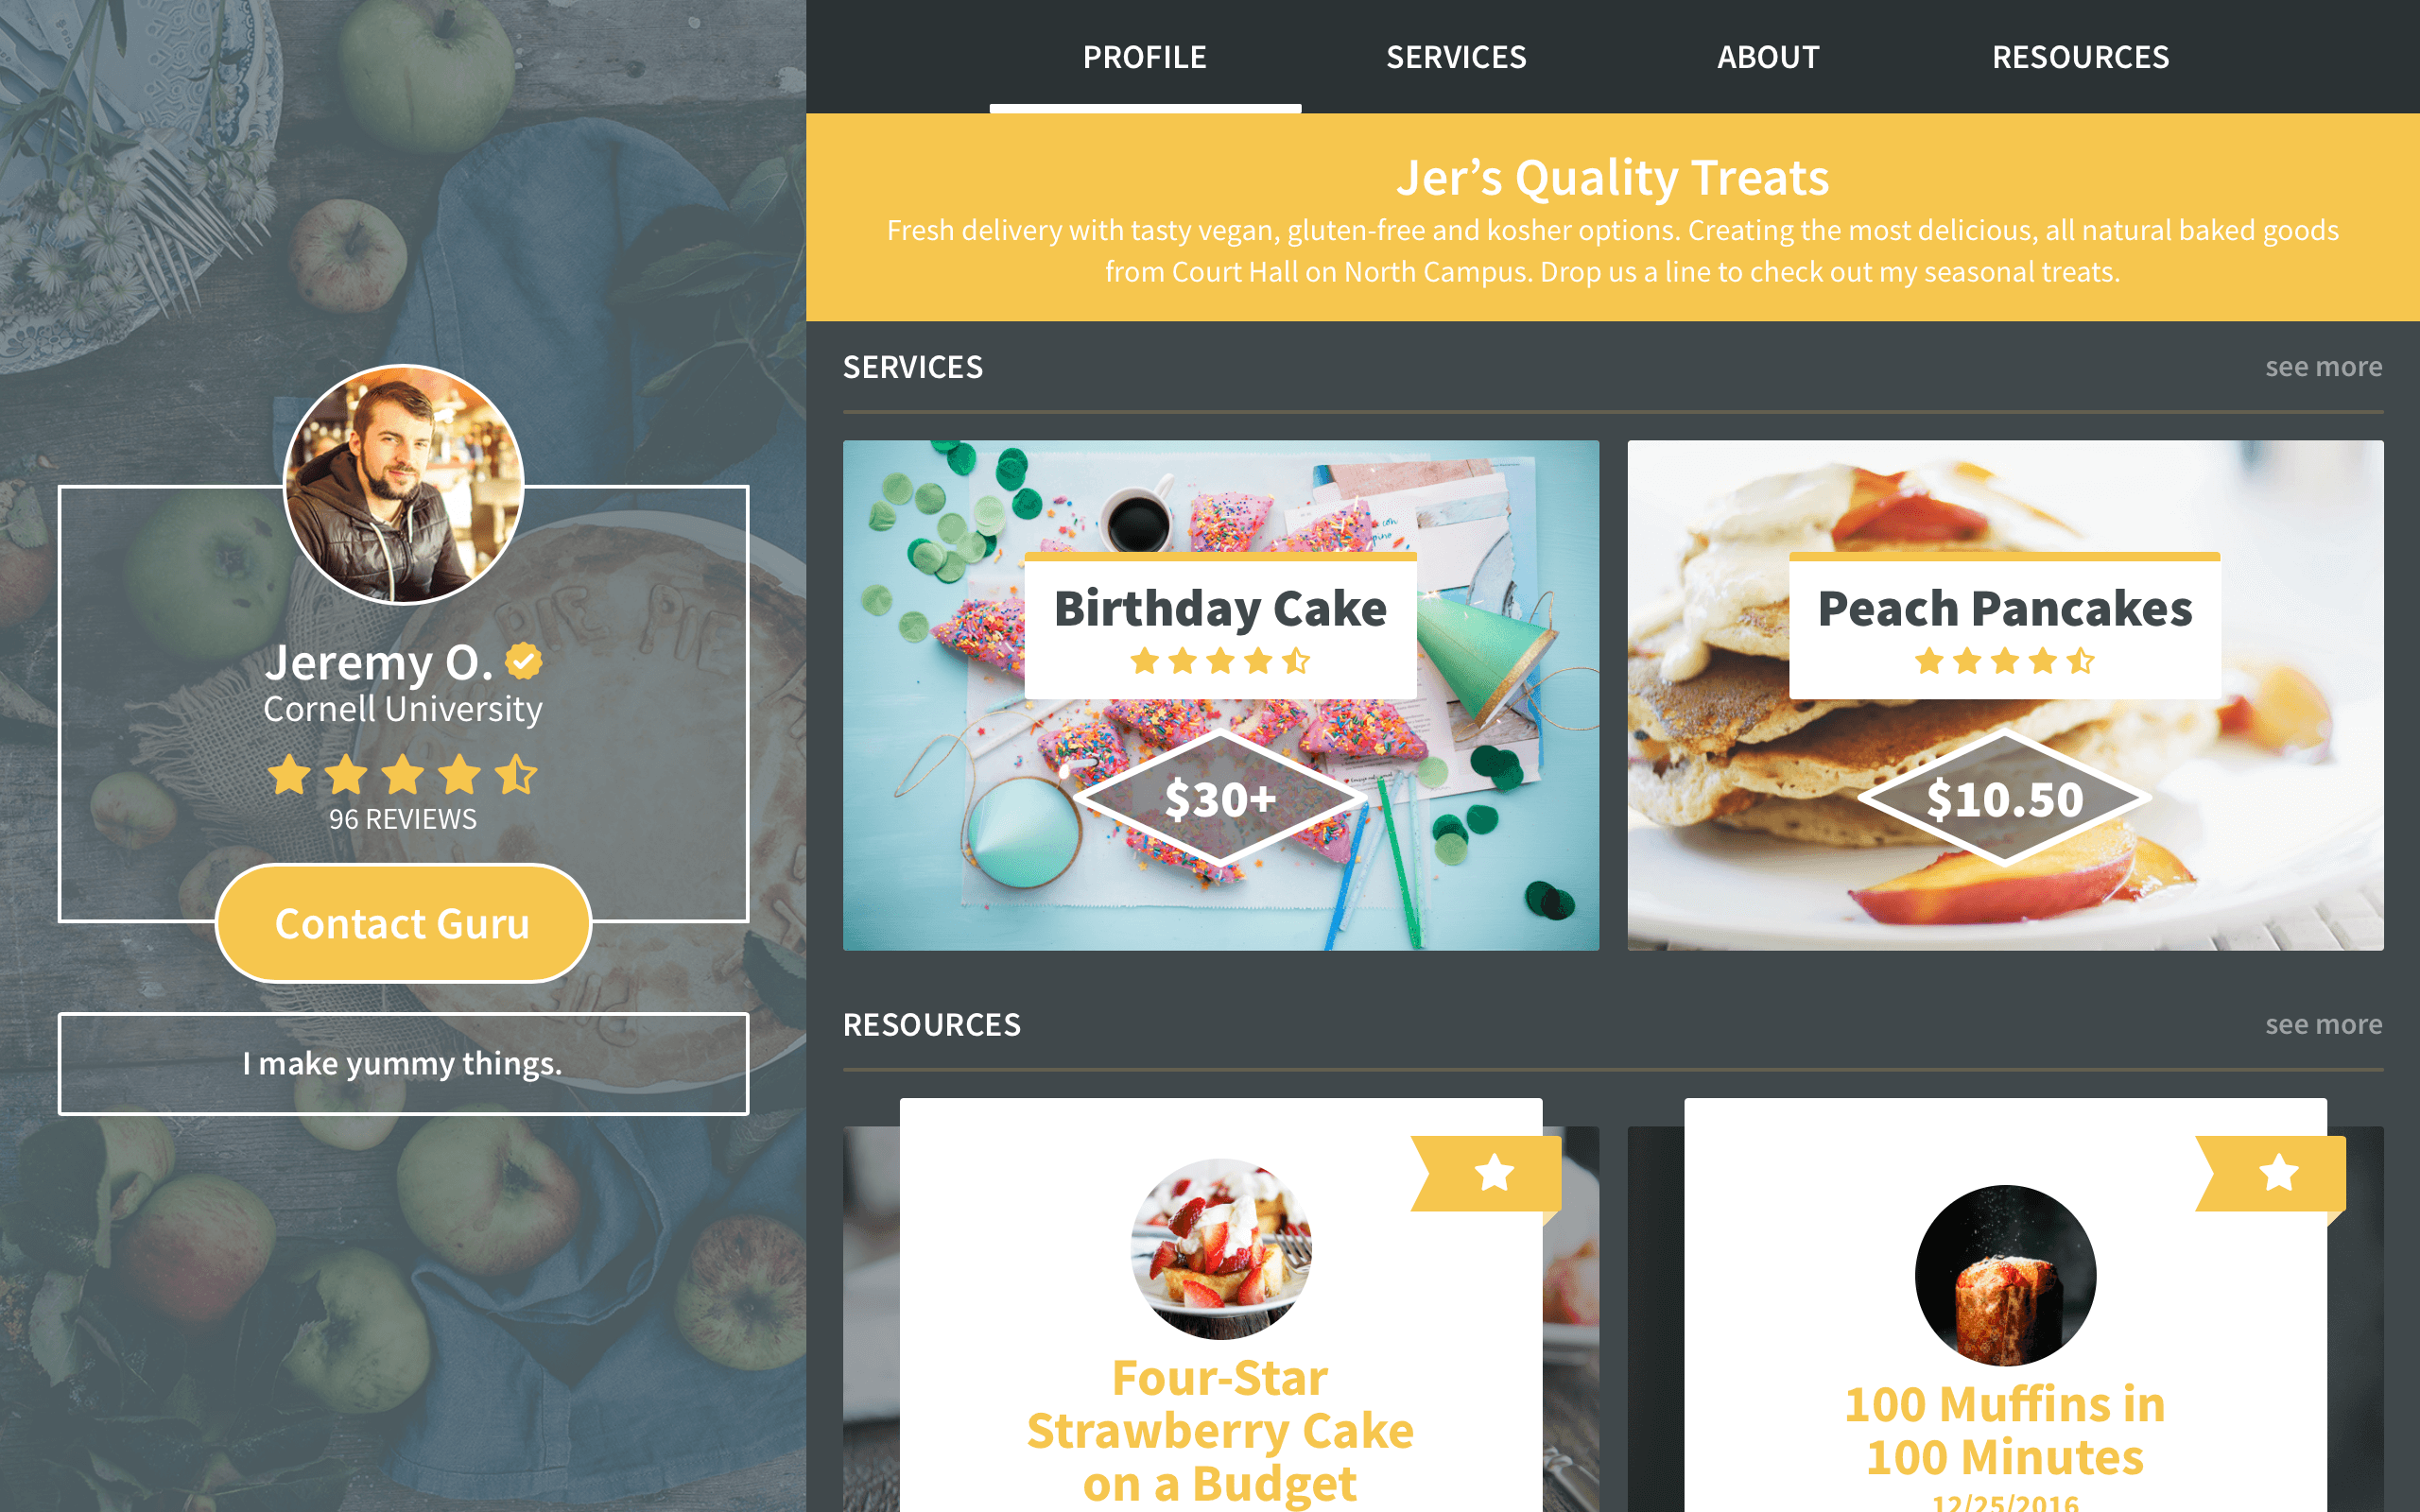 PROFILE
SERVICES
ABOUT
RESOURCES
Jer’s Quality Treats
Fresh delivery with tasty vegan, gluten-free and kosher options. Creating the most delicious, all natural baked goods
from Court Hall on North Campus. Drop us a line to check out my seasonal treats.
Jeremy O.
Cornell University
96 REVIEWS
Contact Guru
I make yummy things.
SERVICES
see more
Birthday Cake
$30+
Peach Pancakes
$10.50
RESOURCES
see more
Four-Star
Strawberry Cake
on a Budget
100 Muffins in
100 Minutes
12/25/2016
PIE PIE